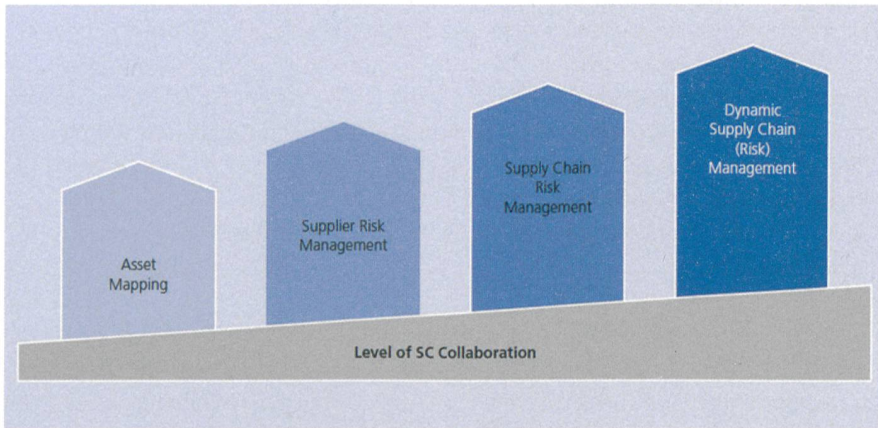 Asset
Mapping
Supplier Risk
Management
Supply Chain
Risk
Management
Dynamic
Supply Chain
(Risk)
Management
Level of SC Collaboration